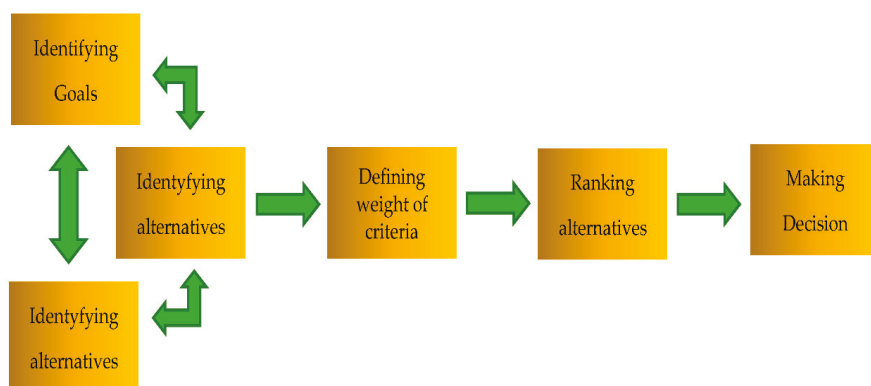 Identifying
Goals
Identyfying
alternatives
Identyfying
alternatives
Defining
weight of
criteria
Ranking
alternatives
Making
Decision